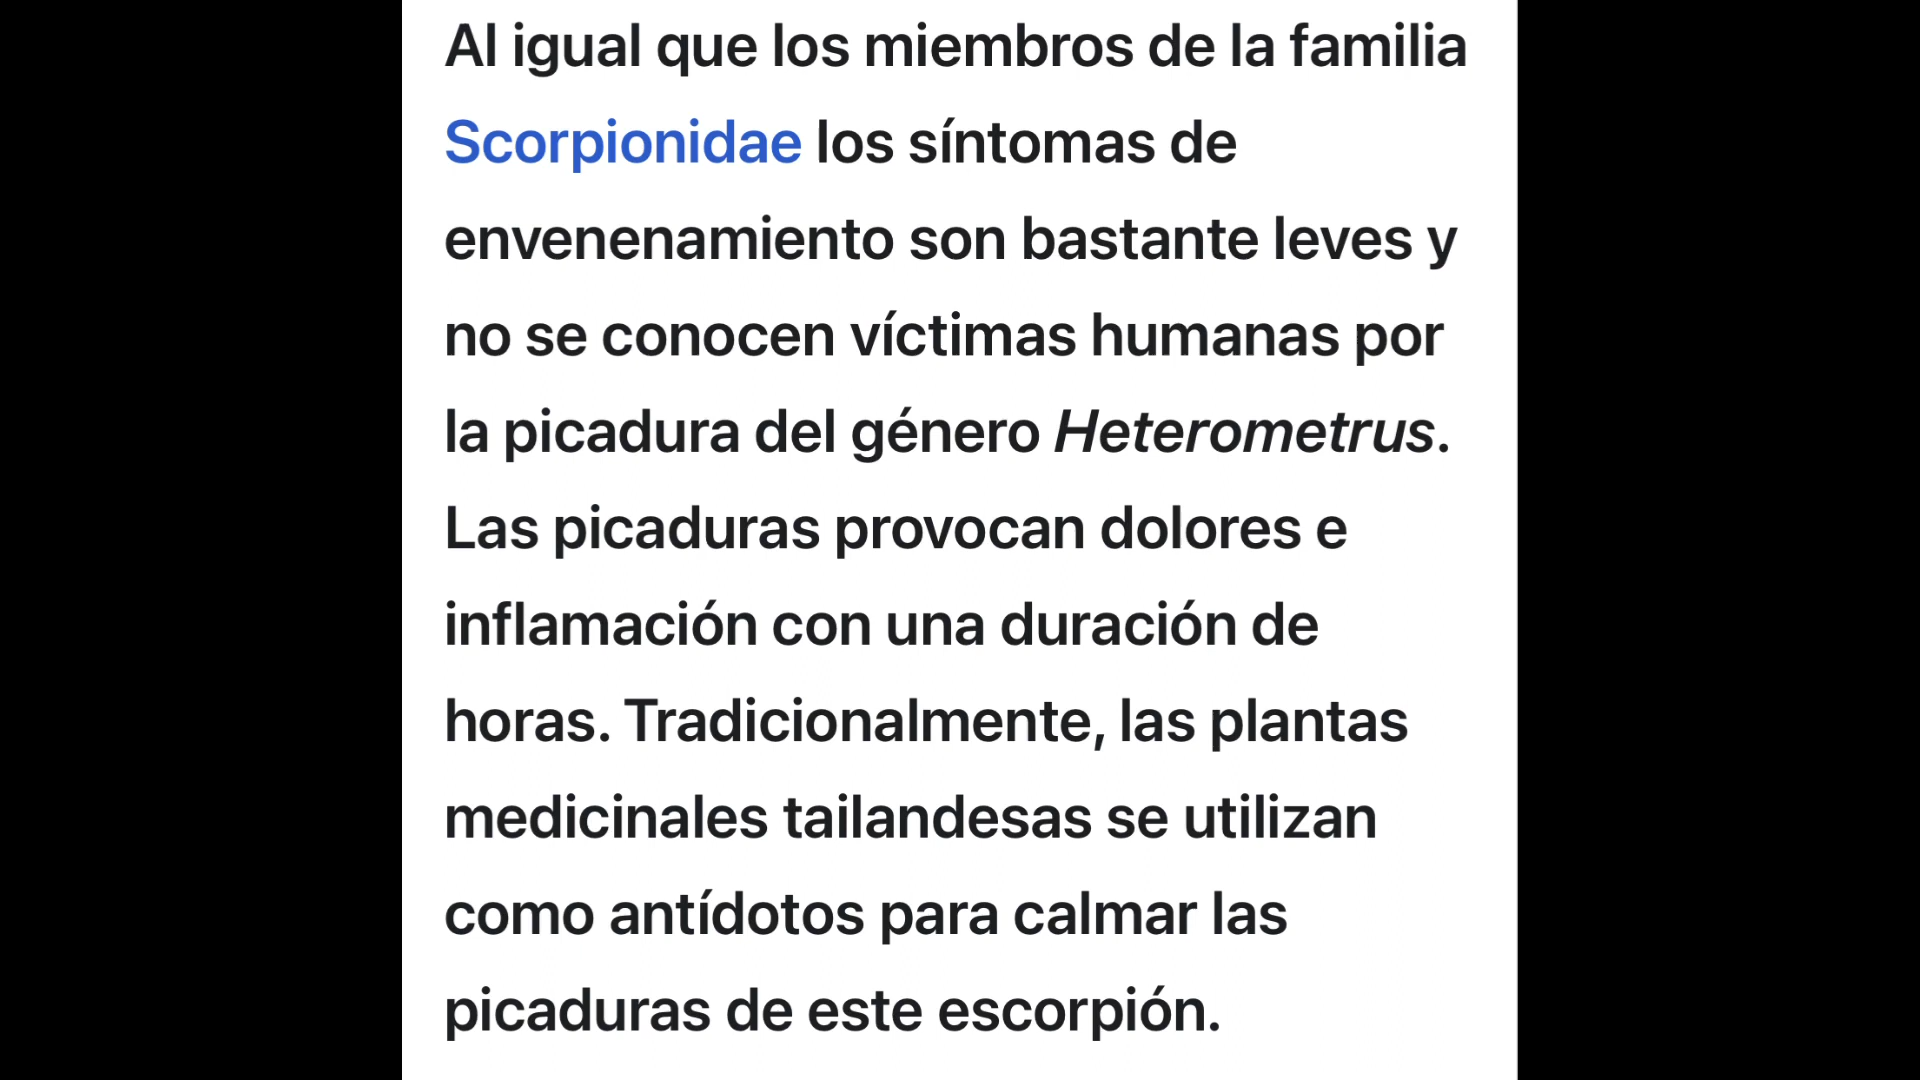 Al igual que los miembros de la familia
Scorpionidae los síntomas de
envenenamiento son bastante leves y
no se conocen víctimas humanas por
la picadura del género Heterometrus.
Las picaduras provocan dolores e
inflamación con una duración de
horas. Tradicionalmente, las plantas
medicinales tailandesas se utilizan
como antídotos para calmar las
picaduras de este escorpión.